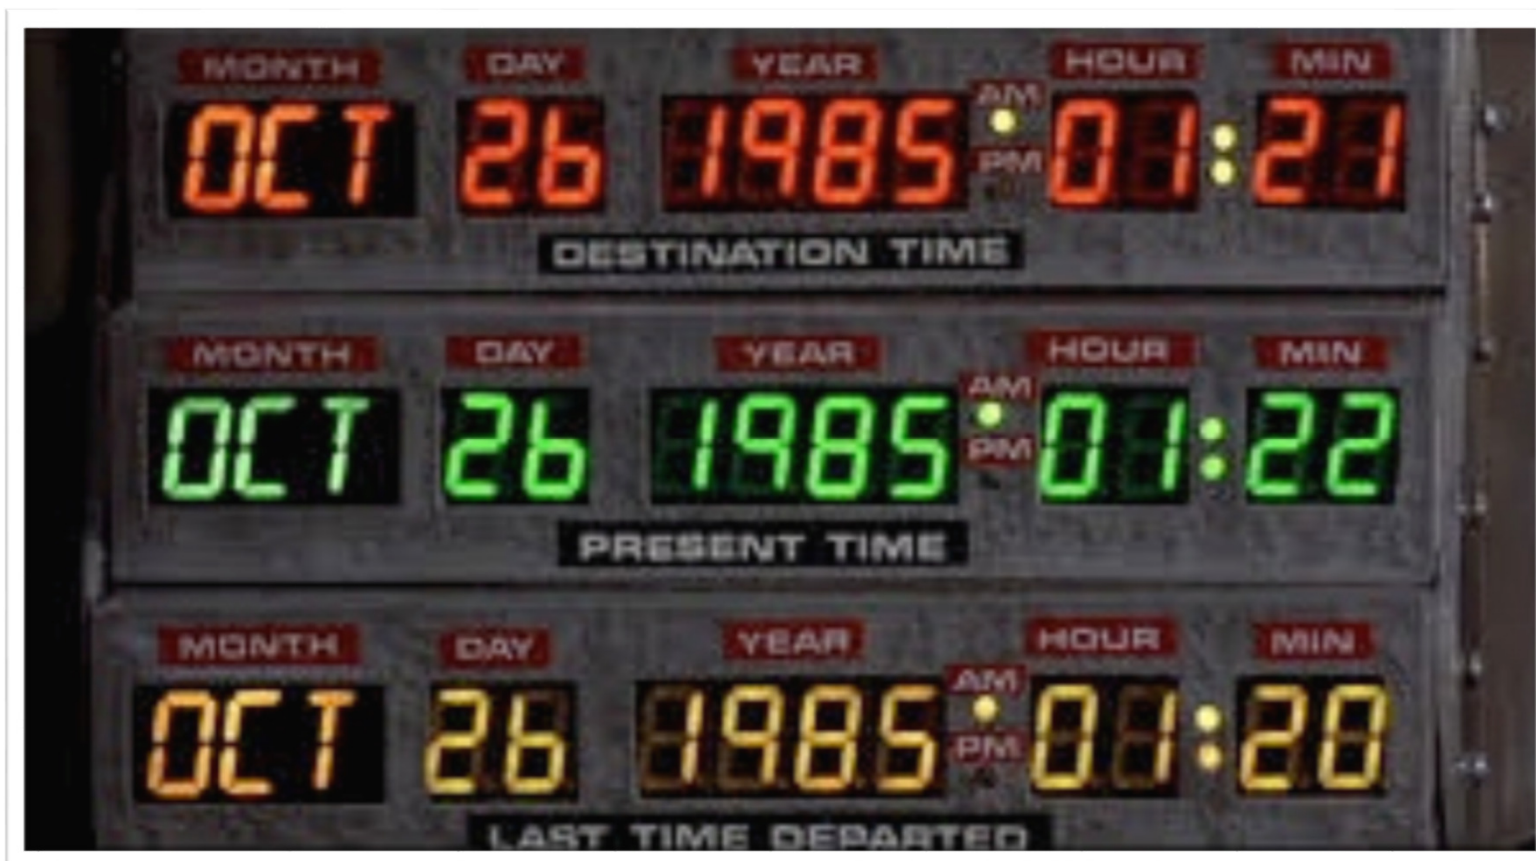 MONTH DAY YEAR HOUR MIN
OCT 26 1985 AM PM 01:21
DESTINATION TIME
MONTH DAY YEAR HOUR MIN
OCT 26 1985 AM PM 01:22
PRESENT TIME
MONTH DAY YEAR HOUR MIN
OCT 26 1985 AM PM 01:20
LAST TIME DEPARTED